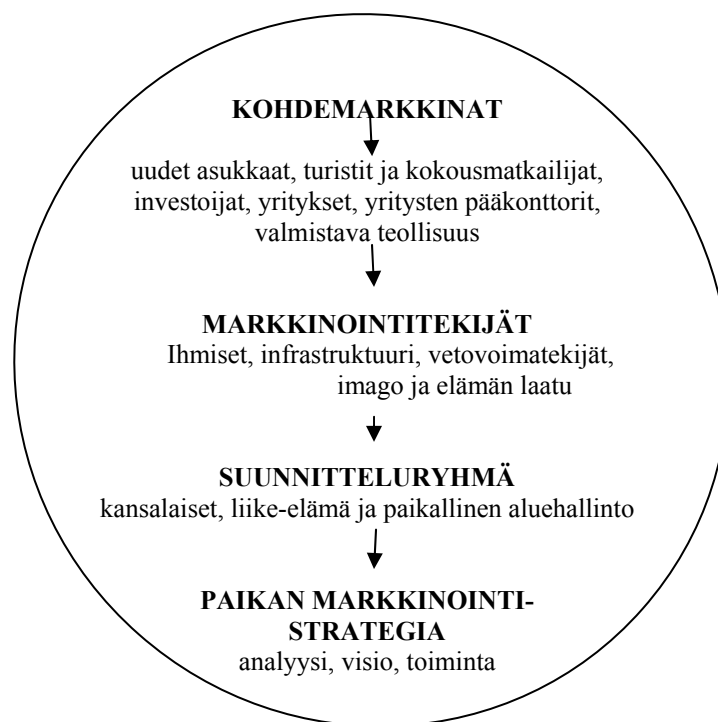 KOHDEMARKKINAT
uudet asukkaat, turistit ja kokousmatkailijat,
investoijat, yritykset, yritysten pääkonttorit,
valmistava teollisuus
MARKKINOINTITEKIJÄT
Ihmiset, infrastruktuuri, vetovoimatekijät,
imago ja elämän laatu
SUUNNITTELURYHMÄ
kansalaiset, liike-elämä ja paikallinen aluehallinto
PAIKAN MARKKINOINTI-
STRATEGIA
analyysi, visio, toiminta